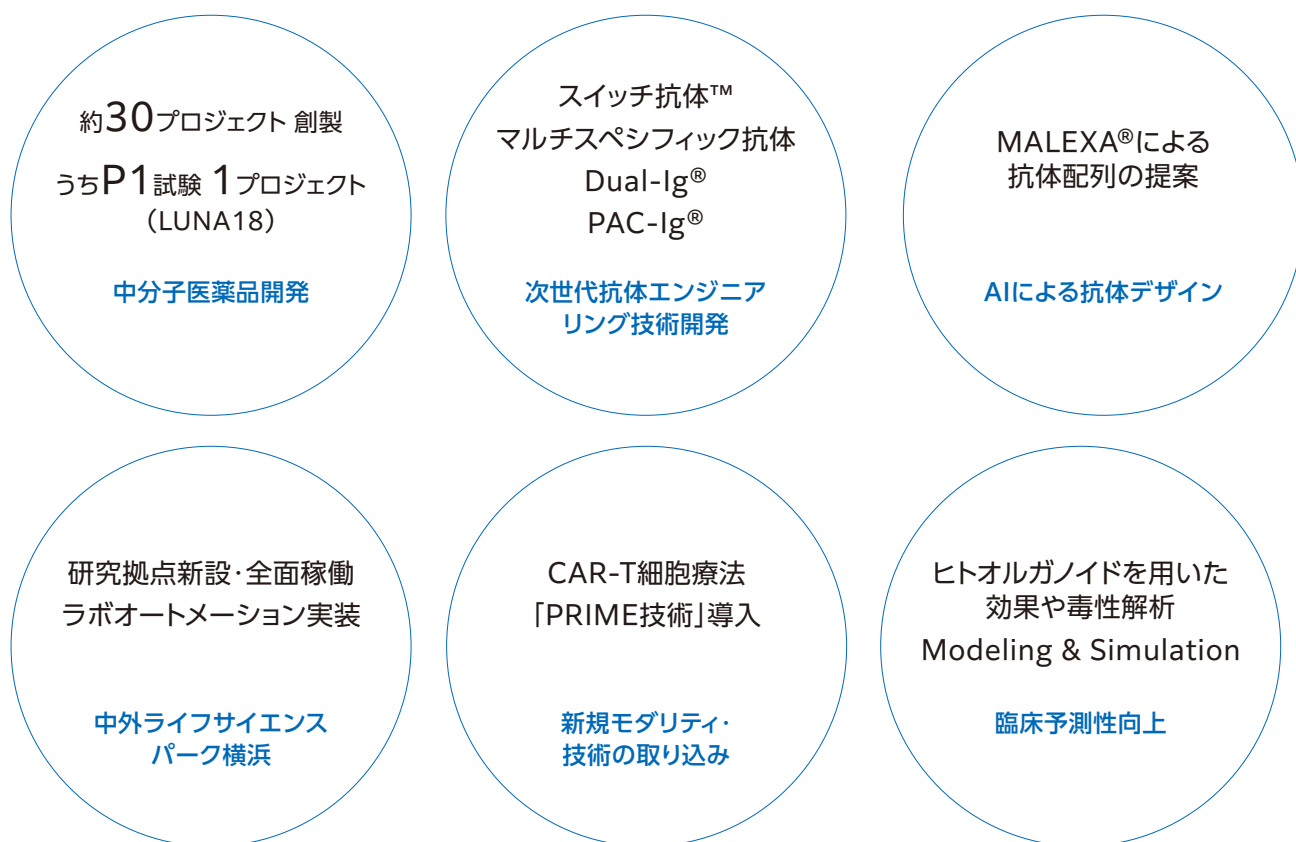 約30プロジェクト 創製
うちP1試験 1プロジェクト
(LUNA18)
中分子医薬品開発
スイッチ抗体™
マルチスペシフィック抗体
Dual-Ig®
PAC-Ig®
次世代抗体エンジニア
リング技術開発
MALEXA®による
抗体配列の提案
AIによる抗体デザイン
研究拠点新設・全面稼働
ラボオートメーション実装
中外ライフサイエンス
パーク横浜
CAR-T細胞療法
「PRIME技術」導入
新規モダリティ・
技術の取り込み
ヒトオルガノイドを用いた
効果や毒性解析
Modeling & Simulation
臨床予測性向上